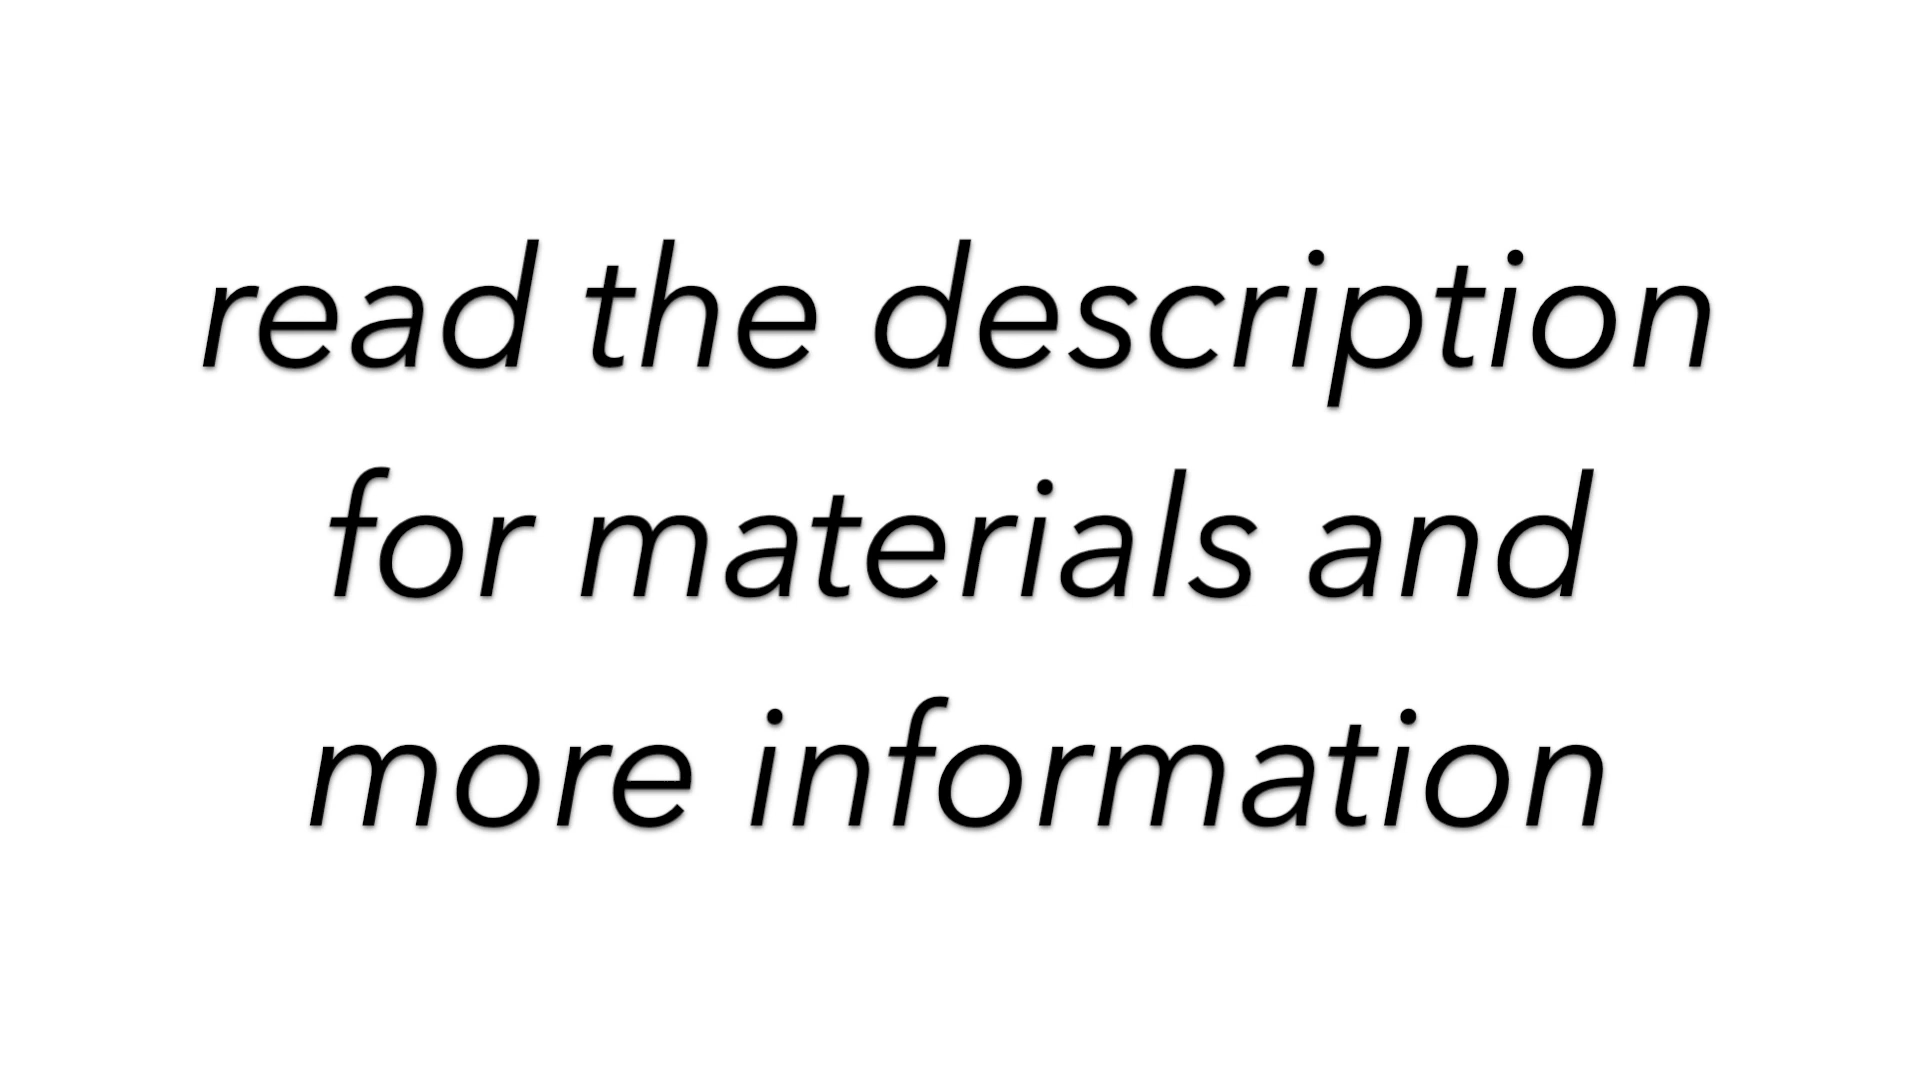 read the description
for materials and
more information